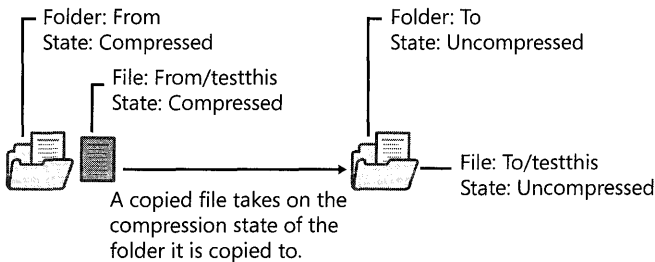 Folder: From
State: Compressed
File: From/testthis
State: Compressed
Folder: To
State: Uncompressed
File: To/testthis
State: Uncompressed
A copied file takes on the
compression state of the
folder it is copied to.